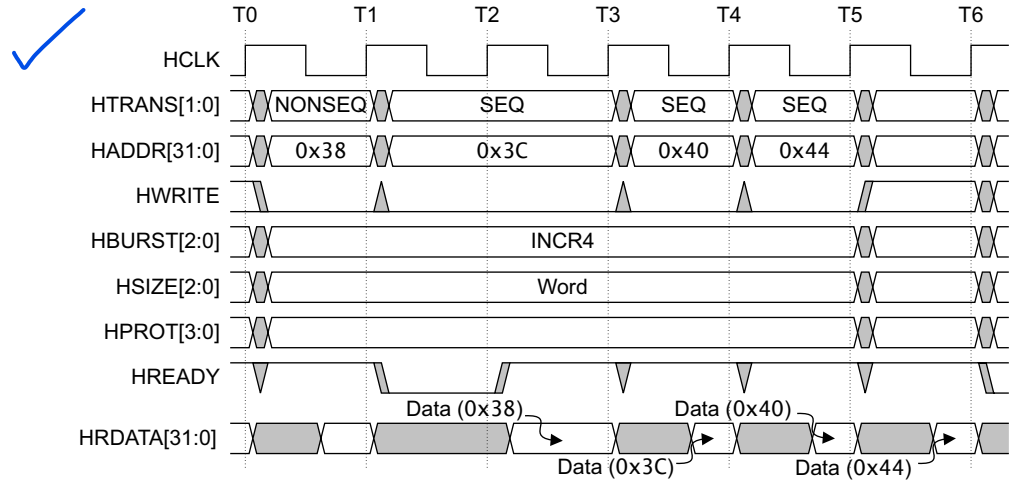 T0 T1 T2 T3 T4 T5 T6
HCLK
HTRANS[1:0] NONSEQ SEQ SEQ SEQ
HADDR[31:0] 0x38 0x3C 0x40 0x44
HWRITE
HBURST[2:0] INCR4
HSIZE[2:0] Word
HPROT[3:0]
HREADY
Data (0x38) Data (0x40)
HRDATA[31:0]
Data (0x3C) Data (0x44)